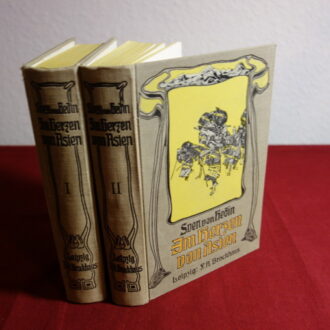 Sven von Hedin
Im Herzen
von Asien
I
Leipzig
F. A. Brockhaus
Sven von Hedin
Im Herzen
von Asien
II
Leipzig
F. A. Brockhaus
Sven von Hedin
Im Herzen
von Asien
Leipzig: F. A. Brockhaus